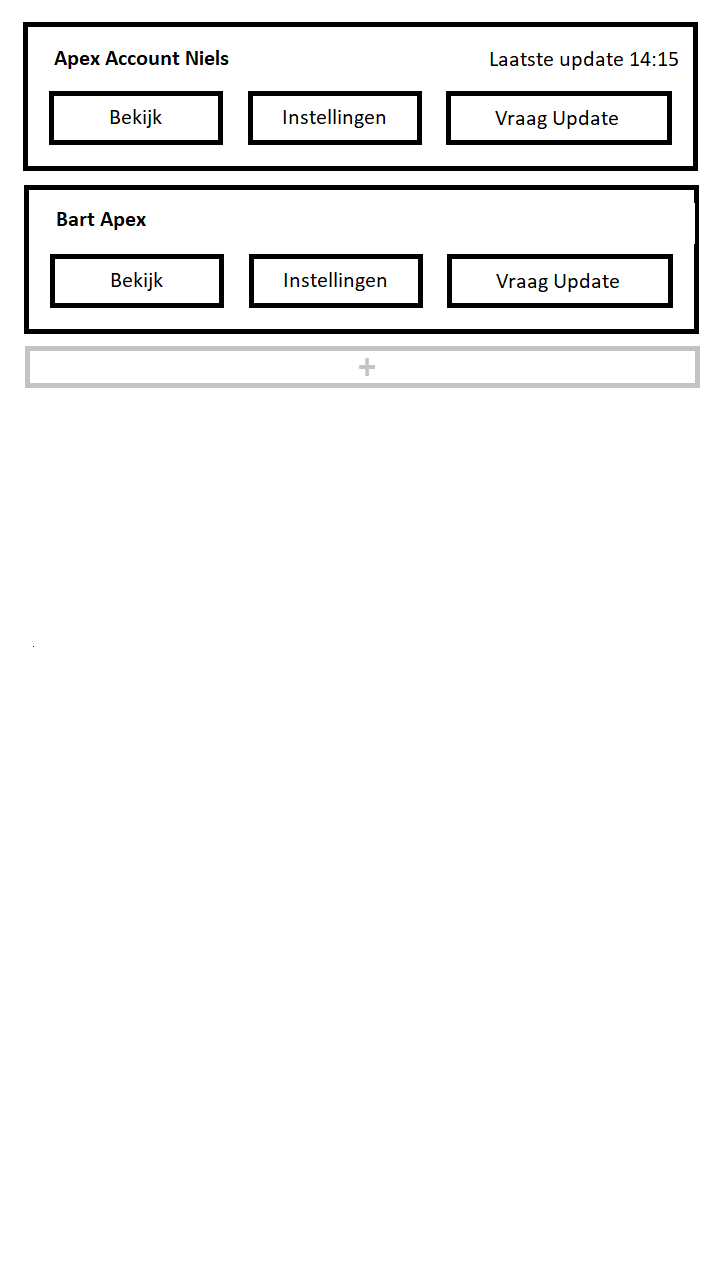 Apex Account Niels
Laatste update 14:15
Bekijk
Instellingen
Vraag Update
Bart Apex
Bekijk
Instellingen
Vraag Update
+